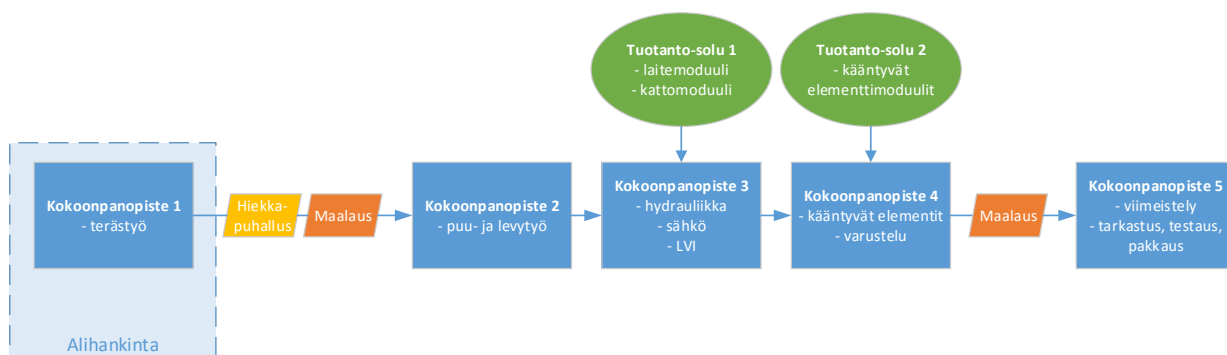 Tuotanto-solu 1
- laitemoduuli
- kattomoduuli
Tuotanto-solu 2
- kääntyvät
elementtimoduulit
Kokoonpanopiste 1
- terästyö
Hiekka-
puhallus
Maalaus
Kokoonpanopiste 2
- puu- ja levytyö
Kokoonpanopiste 3
- hydrauliikka
- sähkö
- LVI
Kokoonpanopiste 4
- kääntyvät elementit
- varustelu
Maalaus
Kokoonpanopiste 5
- viimeistely
- tarkastus, testaus,
pakkaus
Alihankinta